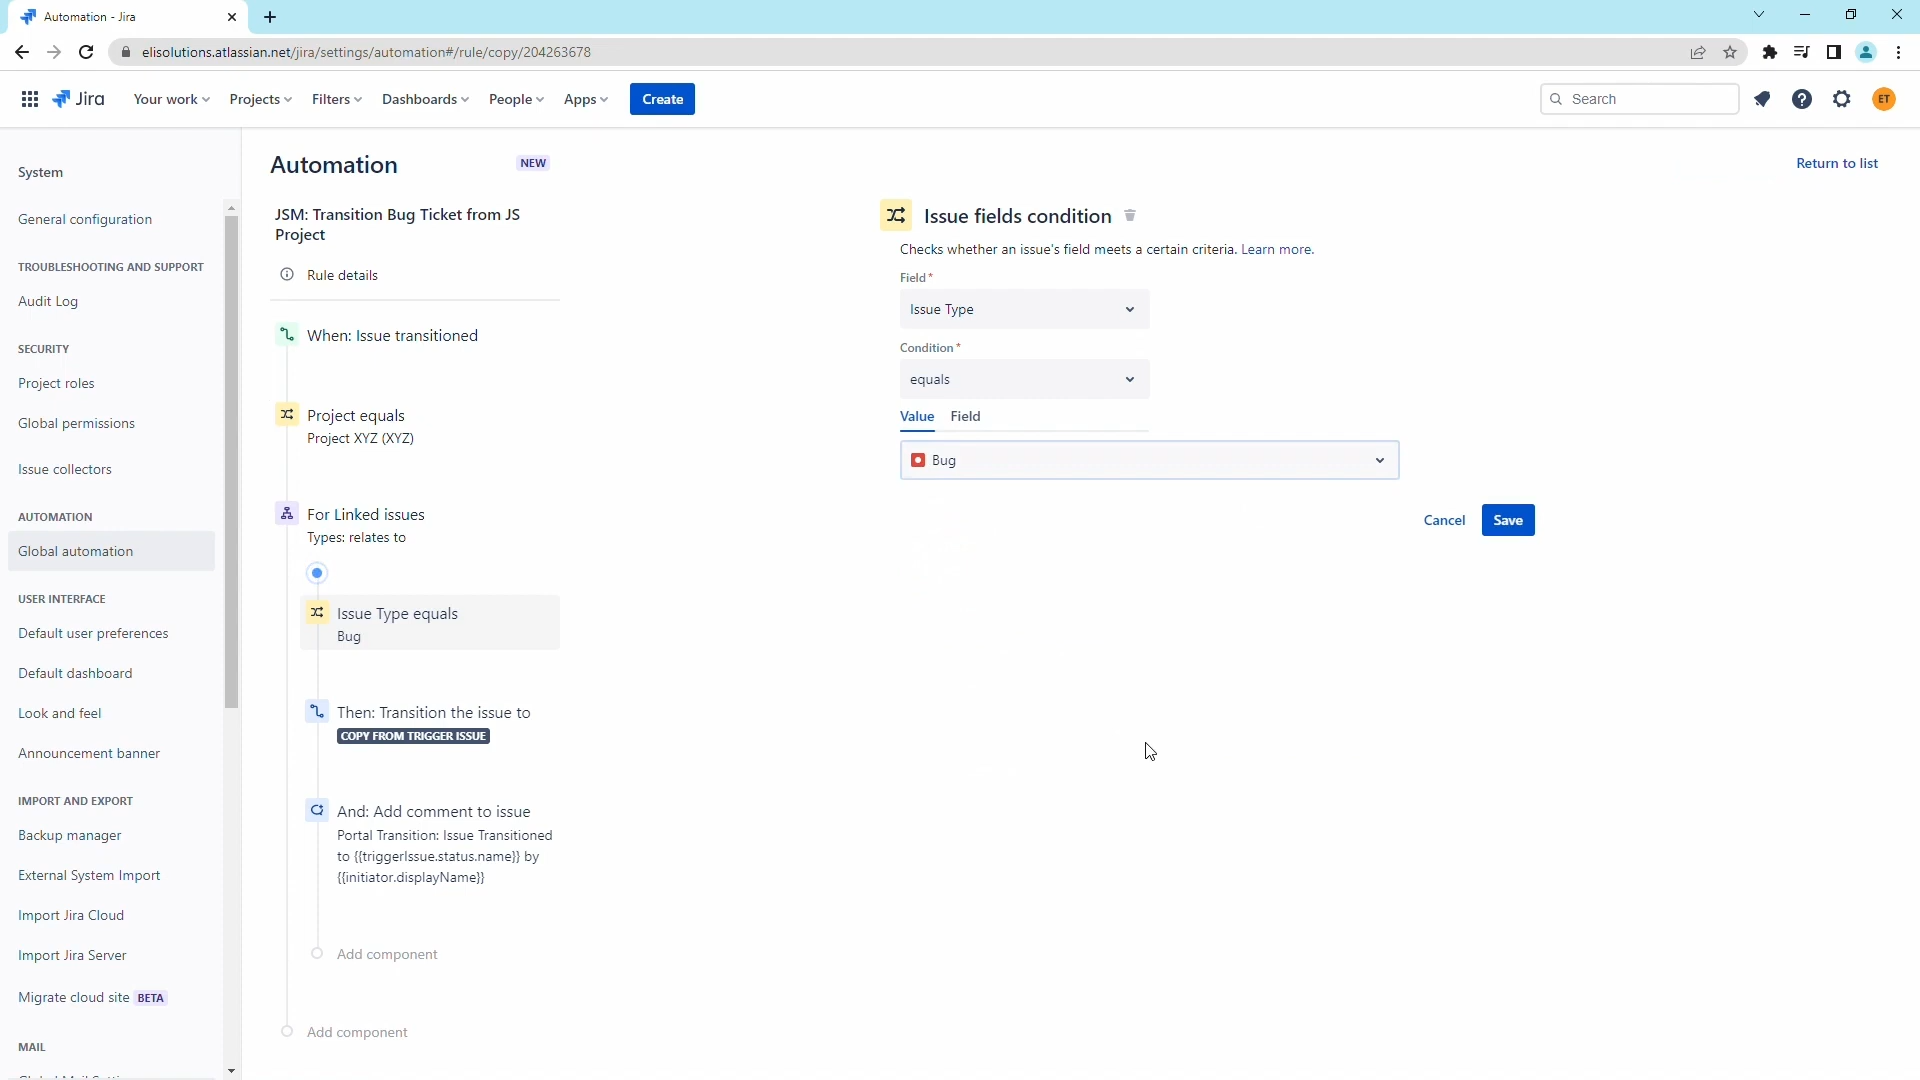 Automation - Jira
elisolutions.atlassian.net/jira/settings/automation#/rule/copy/204263678
Jira
Your work
Projects
Filters
Dashboards
People
Apps
Create
Search
ET
System
General configuration
TROUBLESHOOTING AND SUPPORT
Audit Log
SECURITY
Project roles
Global permissions
Issue collectors
AUTOMATION
Global automation
USER INTERFACE
Default user preferences
Default dashboard
Look and feel
Announcement banner
IMPORT AND EXPORT
Backup manager
External System Import
Import Jira Cloud
Import Jira Server
Migrate cloud site BETA
MAIL
Automation NEW
Return to list
JSM: Transition Bug Ticket from JS
Project
Rule details
When: Issue transitioned
Project equals
Project XYZ (XYZ)
For Linked issues
Types: relates to
Issue Type equals
Bug
Then: Transition the issue to
COPY FROM TRIGGER ISSUE
And: Add comment to issue
Portal Transition: Issue Transitioned
to {{triggerIssue.status.name}} by
{{initiator.displayName}}
Add component
Add component
Issue fields condition
Checks whether an issue's field meets a certain criteria. Learn more.
Field *
Issue Type
Condition *
equals
Value Field
Bug
Cancel Save